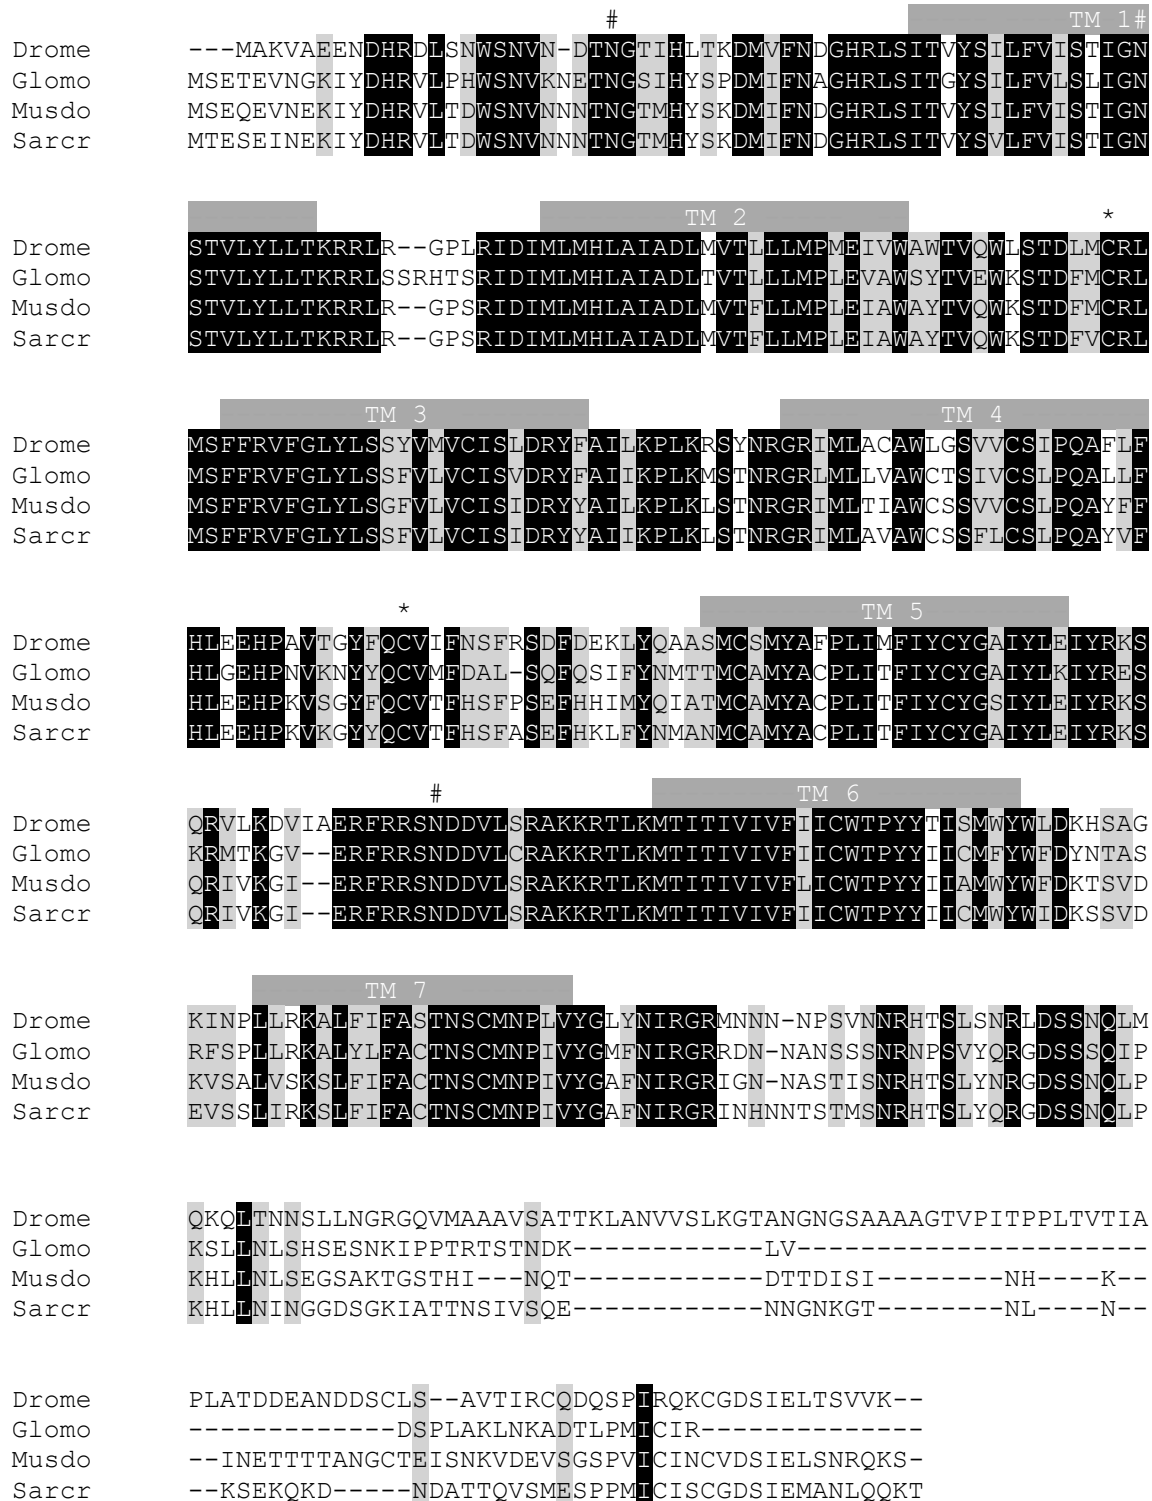 #
TM 1#
Drome ---MAKVAEENDHRDLSNWSNVN-DTNGTIHLTKDMVFNDGHRLSITVYSILFVISTIGN
Glomo MSETEVNGKIYDHRVLPHWSNVKNETNGSIHYSPDMIFNAGHRLSITGYSILFVLSLIGN
Musdo MSEQEVNEKIYDHRVLTDWSNVNNNTNGTMHYSKDMIFNDGHRLSITVYSILFVISTIGN
Sarcr MTESEINEKIYDHRVLTDWSNVNNNTNGTMHYSKDMIFNDGHRLSITVYSVLFVISTIGN
TM 2 *
Drome STVLYLLTKRRLR--GPLRIDIMLMHLAIADLMVTLLLMPMEIVWAWTVQWLSTDLMCRL
Glomo STVLYLLTKRRLSSRHTSRIDIMLMHLAIADLTVTLLLMPLEVAWSYTVEWKSTDFMCRL
Musdo STVLYLLTKRRLR--GPSRIDIMLMHLAIADLMVTFLLMPLEIAWAYTVQWKSTDFMCRL
Sarcr STVLYLLTKRRLR--GPSRIDIMLMHLAIADLMVTFLLMPLEIAWAYTVQWKSTDFVCRL
TM 3 TM 4
Drome MSFFRVFGLYLSSYVMVCISLDRYFAILKPLKRSYNRGRIMLACAWLGSVVCSIPQAFLF
Glomo MSFFRVFGLYLSSFVLVCISVDRYFAIIKPLKMSTNRGRLMLLVAWCTSIVCSLPQALLF
Musdo MSFFRVFGLYLSGFVLVCISIDRYYAILKPLKLSTNRGRIMLTIAWCSSVVCSLPQAYFF
Sarcr MSFFRVFGLYLSSFVLVCISIDRYYAIIKPLKLSTNRGRIMLAVAWCSSFLCSLPQAYVF
* TM 5
Drome HLEEHPAVTGYFQCVIFNSFRSDFDEKLYQAASMCSMYAFPLIMFIYCYGAIYLEIYRKS
Glomo HLGEHPNVKNYYQCVMFDAL-SQFQSIFYNMTTMCAMYACPLITFIYCYGAIYLKIYRES
Musdo HLEEHPKVSGYFQCVTFHSFPSEFHHIMYQIATMCAMYACPLITFIYCYGSIYLEIYRKS
Sarcr HLEEHPKVKGYYQCVTFHSFASEFHKLFYNMANMCAMYACPLITFIYCYGAIYLEIYRKS
# TM 6
Drome QRVLKDVIAERFRRSNDDVLSRAKKRTLKMTITIVIVFIICWTPYYTISMWYWLDKHSAG
Glomo KRMTKGV--ERFRRSNDDVLCRAKKRTLKMTITIVIVFIICWTPYYIICMFYWFDYNTAS
Musdo QRIVKGI--ERFRRSNDDVLSRAKKRTLKMTITIVIVFLICWTPYYIIAMWYWFDKTSVD
Sarcr QRIVKGI--ERFRRSNDDVLSRAKKRTLKMTITIVIVFIICWTPYYIICMWYWIDKSSVD
TM 7
Drome KINPLLRKALFIFASTNSCMNPLVYGLYNIRGRMNNN-NPSVNNRHTSLSNRLDSSNQLM
Glomo RFSPLLRKALYLFACTNSCMNPIVYGMFNIRGRRDN-NANSSSNRNPSVYQRGDSSSQIP
Musdo KVSALVSKSLFIFACTNSCMNPIVYGAFNIRGRIGN-NASTISNRHTSLYNRGDSSNQLP
Sarcr EVSSLIRKSLFIFACTNSCMNPIVYGAFNIRGRINHNNTSTMSNRHTSLYQRGDSSNQLP
Drome QKQLTNNSLLNGRGQVMAAAVSATTKLANVVSLKGTANGNGSAAAAGTVPITPPLTVTIA
Glomo KSLLNLSHSESNKIPPTRTSTNDK------------LV----------------------
Musdo KHLLNLSEGSAKTGSTHI---NQT------------DTTDISI--------NH----K--
Sarcr KHLLNINGGDSGKIATTNSIVSQE------------NNGNKGT--------NL----N--
Drome PLATDDEANDDSCLS--AVTIRCQDQSPIRQKCGDSIELTSVVK--
Glomo -------------DSPLAKLNKADTLPMICIR--------------
Musdo --INETTTTANGCTEISNKVDEVSGSPVICINCVDSIELSNRQKS-
Sarcr --KSEKQKD-----NDATTQVSMESPPMICISCGDSIEMANLQQKT